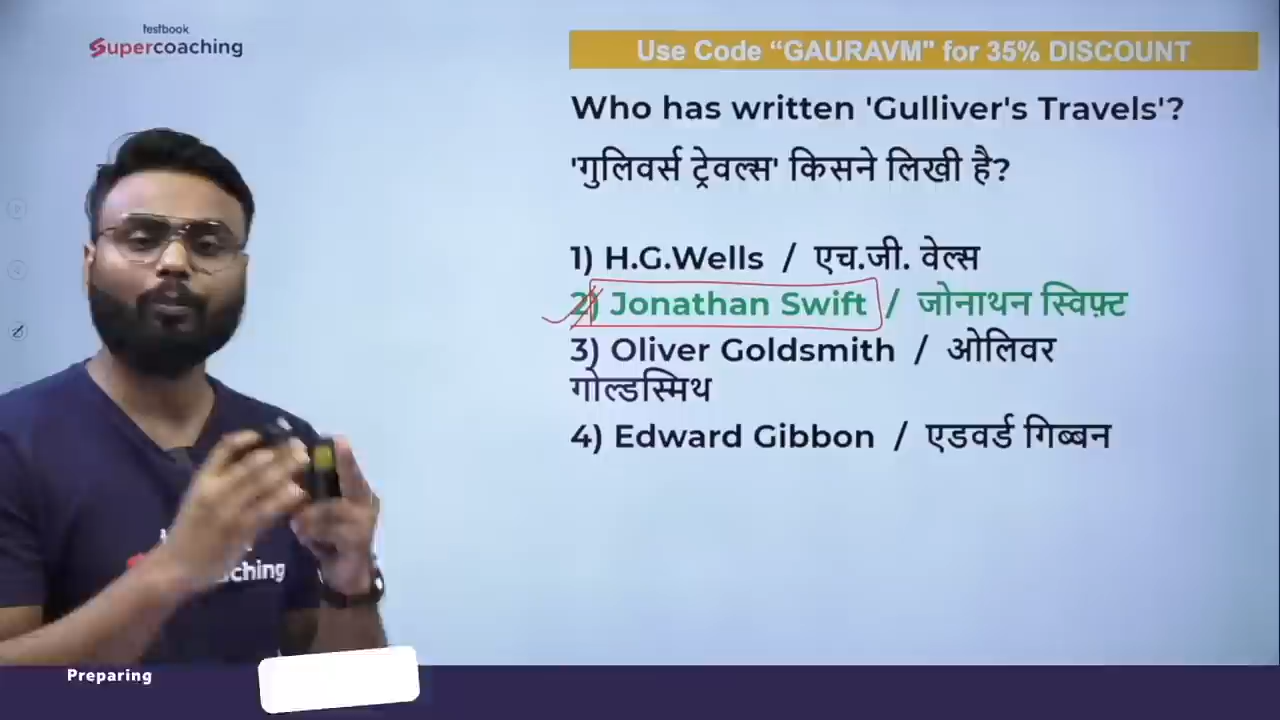 testbook
Supercoaching
Use Code “GAURAVM" for 35% DISCOUNT
Who has written 'Gulliver's Travels'?
'गुलिवर्स ट्रेवल्स' किसने लिखी है?
1) H.G.Wells / एच.जी. वेल्स
2) Jonathan Swift / जोनाथन स्विफ़्ट
3) Oliver Goldsmith / ओलिवर
गोल्डस्मिथ
4) Edward Gibbon / एडवर्ड गिब्बन
Preparing